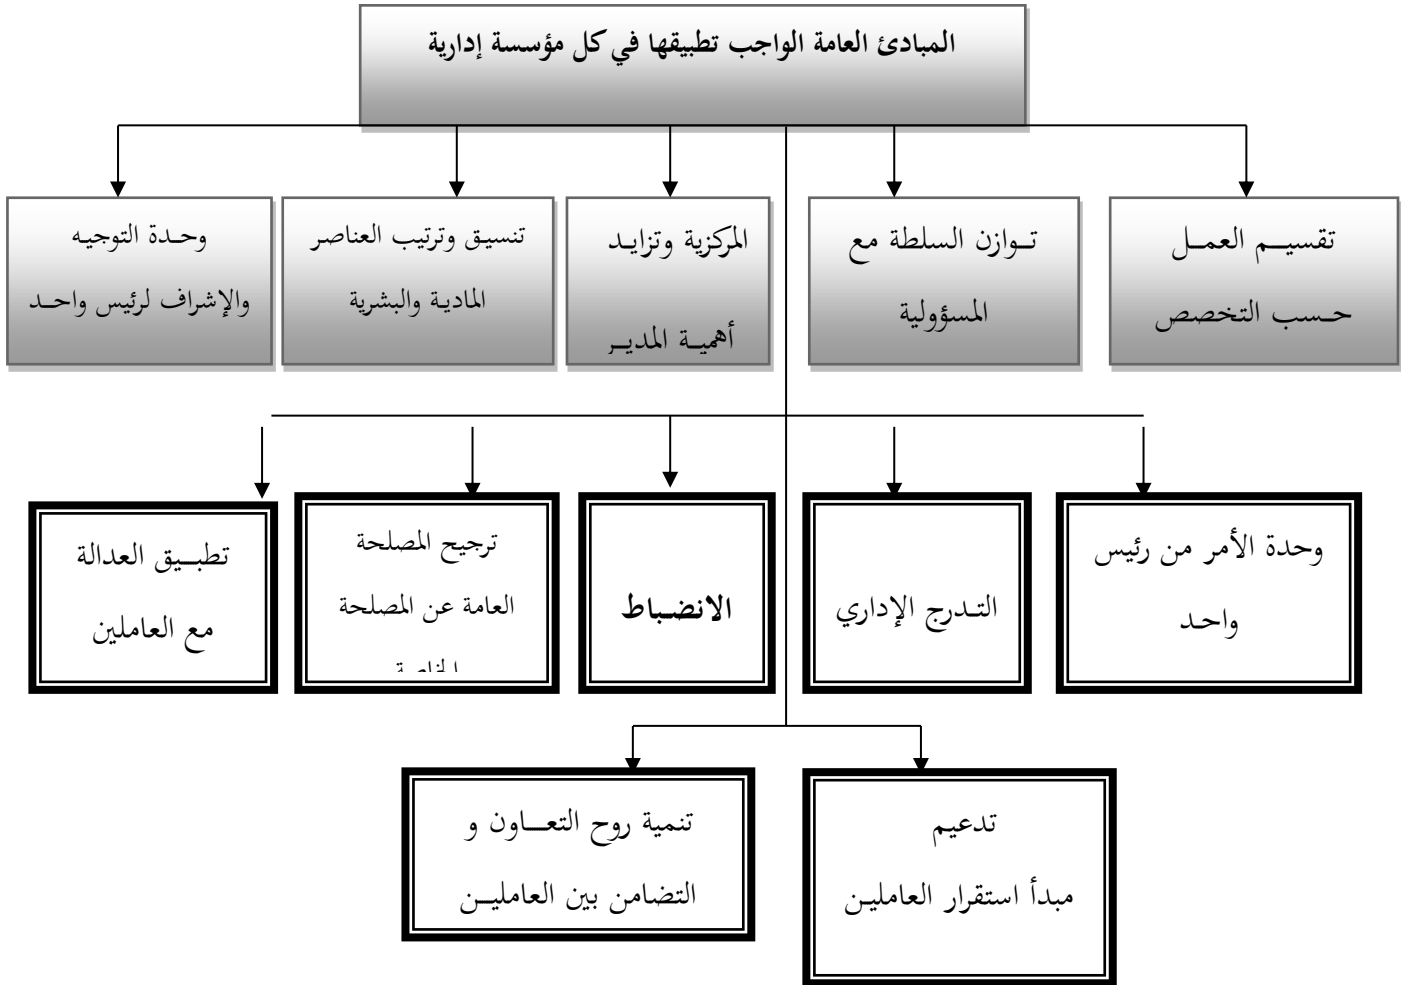 المبادئ العامة الواجب تطبيقها في كل مؤسسة إدارية
تقسيم العمل
حسب التخصص
توازن السلطة مع
المسؤولية
المركزية وتزايد
أهمية المدير
تنسيق وترتيب العناصر
المادية والبشرية
وحدة التوجيه
والإشراف لرئيس واحد
وحدة الأمر من رئيس
واحد
التدرج الإداري
الانضباط
ترجيح المصلحة
العامة عن المصلحة
تطبيق العدالة
مع العاملين
تدعيم
مبدأ استقرار العاملين
تنمية روح التعاون و
التضامن بين العاملين